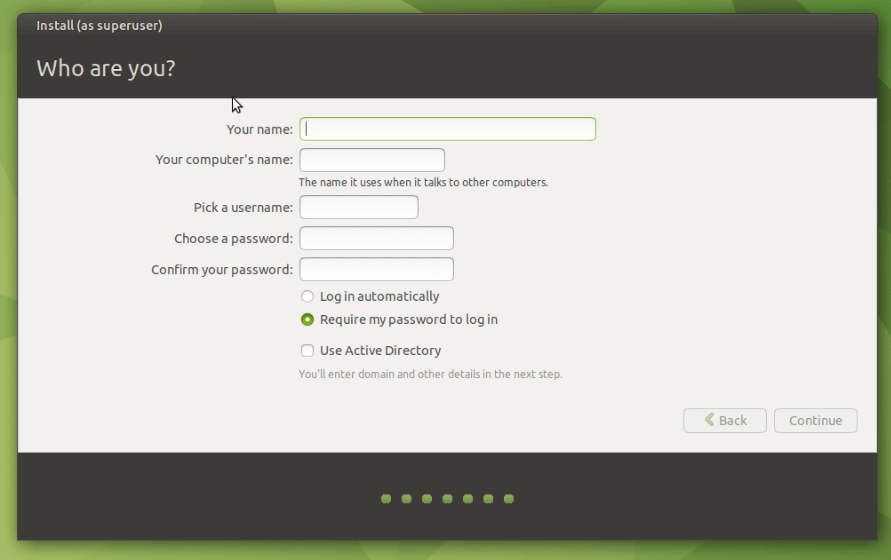 Install (as superuser)
Who are you?
Your name:
Your computer's name:
The name it uses when it talks to other computers.
Pick a username:
Choose a password:
Confirm your password:
Log in automatically
Require my password to log in
Use Active Directory
You'll enter domain and other details in the next step.
Back
Continue